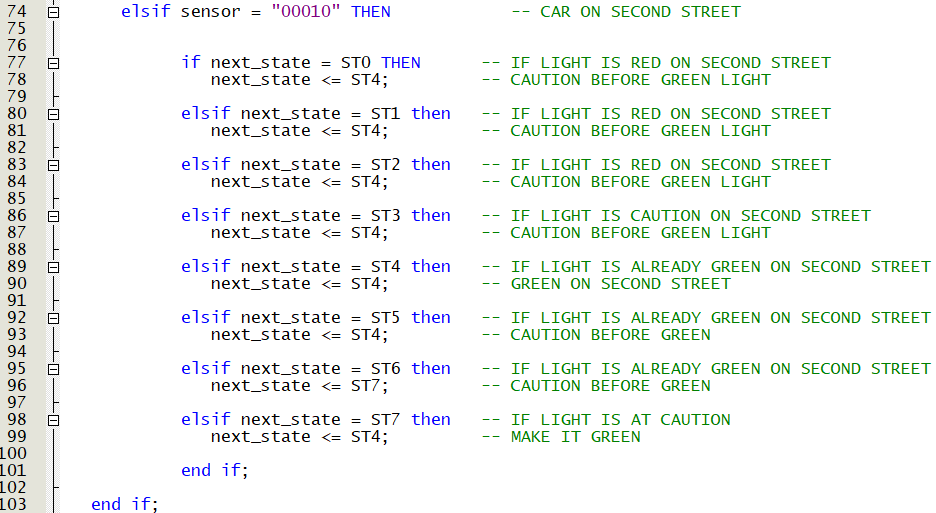 74 elsif sensor = "00010" THEN -- CAR ON SECOND STREET
75
76
77 if next_state = ST0 THEN -- IF LIGHT IS RED ON SECOND STREET
78 next_state <= ST4; -- CAUTION BEFORE GREEN LIGHT
79
80 elsif next_state = ST1 then -- IF LIGHT IS RED ON SECOND STREET
81 next_state <= ST4; -- CAUTION BEFORE GREEN LIGHT
82
83 elsif next_state = ST2 then -- IF LIGHT IS RED ON SECOND STREET
84 next_state <= ST4; -- CAUTION BEFORE GREEN LIGHT
85
86 elsif next_state = ST3 then -- IF LIGHT IS CAUTION ON SECOND STREET
87 next_state <= ST4; -- CAUTION BEFORE GREEN LIGHT
88
89 elsif next_state = ST4 then -- IF LIGHT IS ALREADY GREEN ON SECOND STREET
90 next_state <= ST4; -- GREEN ON SECOND STREET
91
92 elsif next_state = ST5 then -- IF LIGHT IS ALREADY GREEN ON SECOND STREET
93 next_state <= ST4; -- CAUTION BEFORE GREEN
94
95 elsif next_state = ST6 then -- IF LIGHT IS ALREADY GREEN ON SECOND STREET
96 next_state <= ST7; -- CAUTION BEFORE GREEN
97
98 elsif next_state = ST7 then -- IF LIGHT IS AT CAUTION
99 next_state <= ST4; -- MAKE IT GREEN
100
101 end if;
102
103 end if;